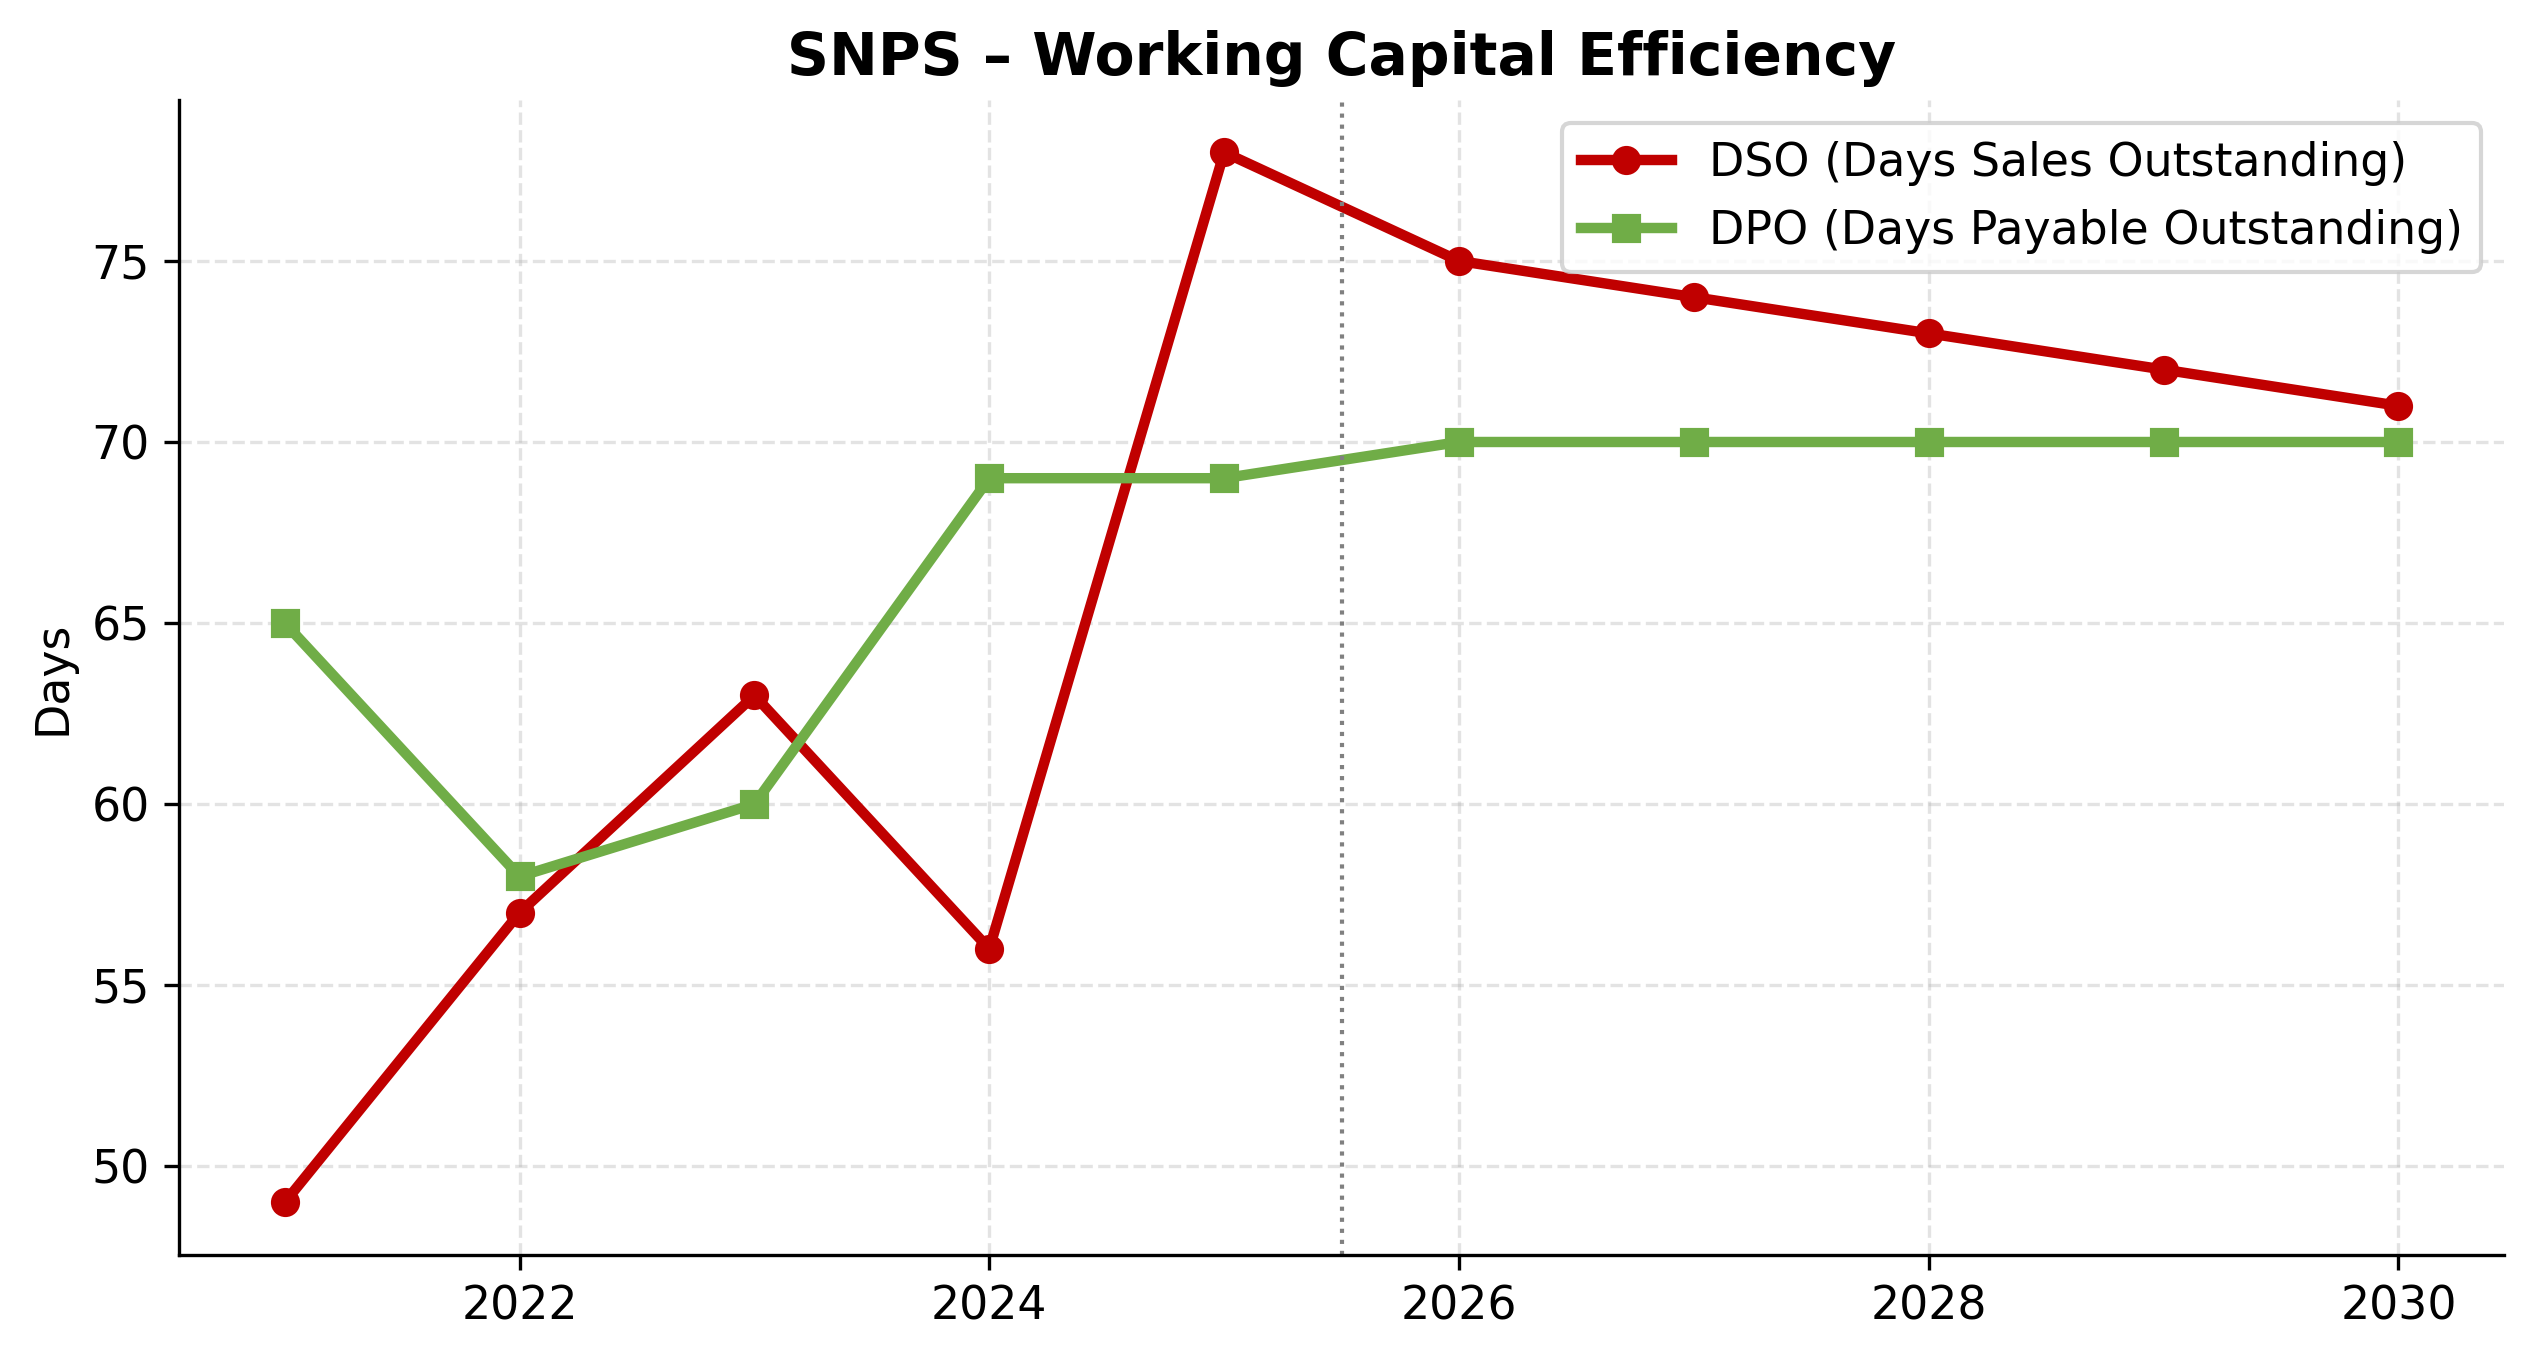 SNPS – Working Capital Efficiency
DSO (Days Sales Outstanding)
DPO (Days Payable Outstanding)
Days
75
70
65
60
55
50
2022
2024
2026
2028
2030